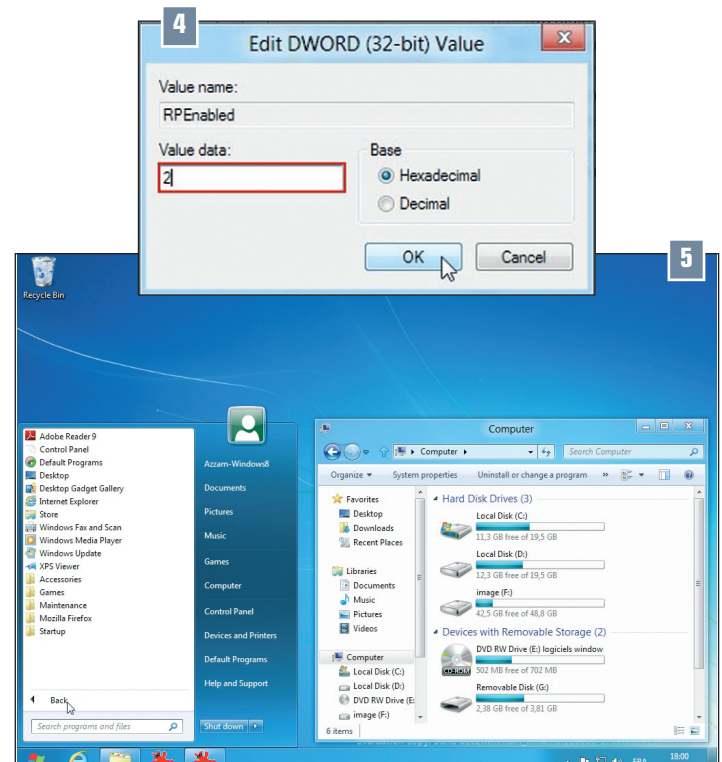 4
Edit DWORD (32-bit) Value
Value name:
RPEnabled
Value data:
2
Base
Hexadecimal
Decimal
OK
Cancel
5
Recycle Bin
Adobe Reader 9
Control Panel
Default Programs
Desktop
Desktop Gadget Gallery
Internet Explorer
Store
Windows Fax and Scan
Windows Media Player
Windows Update
XPS Viewer
Accessories
Games
Maintenance
Mozilla Firefox
Startup
Back
Search programs and files
Azzam-Windows8
Documents
Pictures
Music
Games
Computer
Control Panel
Devices and Printers
Default Programs
Help and Support
Shut down
Computer
Computer
Search Computer
Organize
System properties
Uninstall or change a program
»
Favorites
Desktop
Downloads
Recent Places
Libraries
Documents
Music
Pictures
Videos
Computer
Local Disk (C:)
Local Disk (D:)
DVD RW Drive (E:
image (F:)
6 items
Hard Disk Drives (3)
Local Disk (C:)
11,3 GB free of 19,5 GB
Local Disk (D:)
12,3 GB free of 19,5 GB
image (F:)
42,5 GB free of 48,8 GB
Devices with Removable Storage (2)
DVD RW Drive (E:) logiciels window
502 MB free of 702 MB
CD-ROM
Removable Disk (G:)
2,38 GB free of 3,81 GB
FRA
18:00